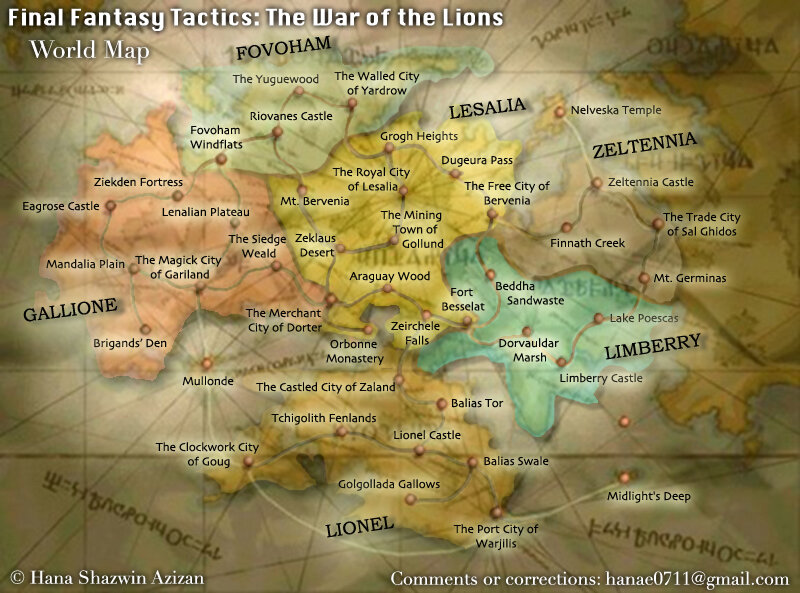 Final Fantasy Tactics: The War of the Lions
World Map
FOVOHAM
The Yuguewood
The Walled City
of Yardrow
Riovanes Castle
Fovoham
Windflats
LESALIA
Nelveska Temple
Grogh Heights
ZELTENNIA
Dugeura Pass
Ziekden Fortress
The Royal City
of Lesalia
Zeltennia Castle
The Free City of
Bervenia
Eagrose Castle
Lenalian Plateau
Mt. Bervenia
The Mining
Town of
Gollund
The Trade City
of Sal Ghidos
Finnath Creek
The Siedge
Weald
Zeklaus
Desert
Mandalia Plain
The Magick City
of Gariland
Araguay Wood
Mt. Germinas
Beddha
Sandwaste
Fort
Besselat
GALLIONE
The Merchant
City of Dorter
Zeirchele
Falls
Lake Poescas
Brigands' Den
Orbonne
Monastery
Dorvauldar
Marsh
LIMBERRY
Limberry Castle
Mullonde
The Castled City of Zaland
Balias Tor
Tchigolith Fenlands
Lionel Castle
The Clockwork City
of Goug
Balias Swale
Golgollada Gallows
Midlight's Deep
LIONEL
The Port City of
Warjilis
© Hana Shazwin Azizan
Comments or corrections: hanae0711@gmail.com